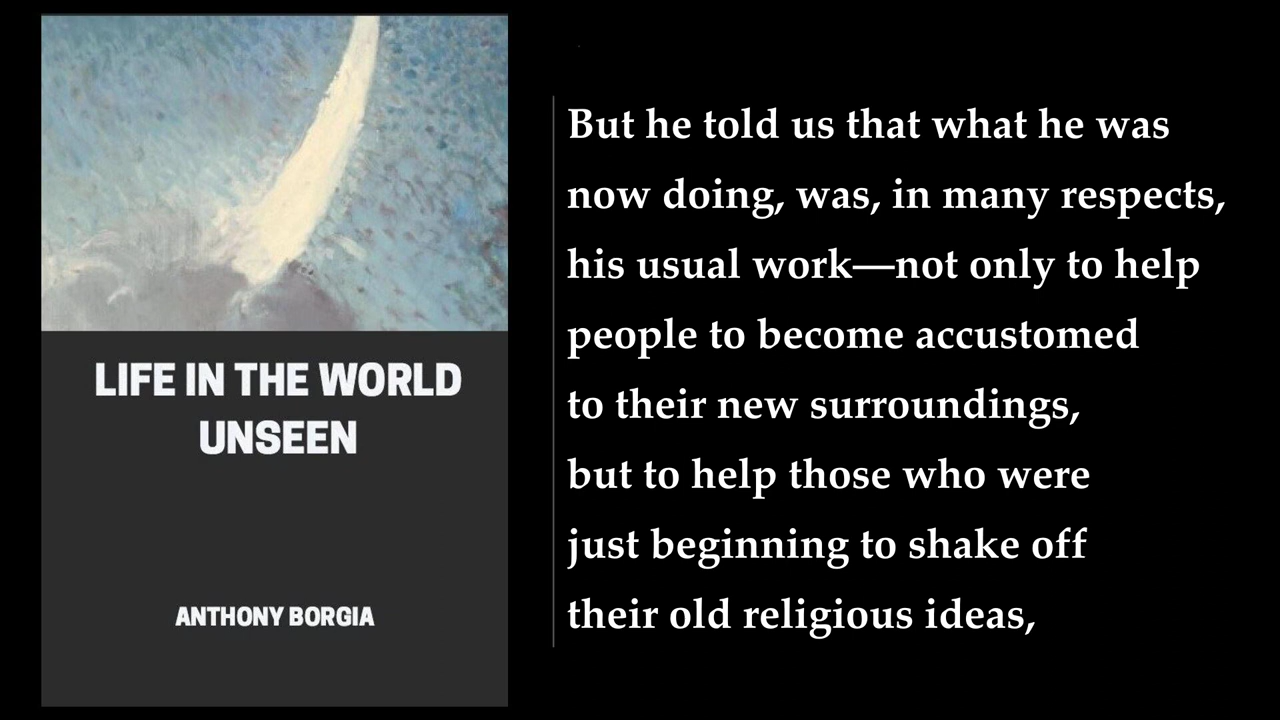 LIFE IN THE WORLD
UNSEEN
ANTHONY BORGIA
But he told us that what he was
now doing, was, in many respects,
his usual work—not only to help
people to become accustomed
to their new surroundings,
but to help those who were
just beginning to shake off
their old religious ideas,